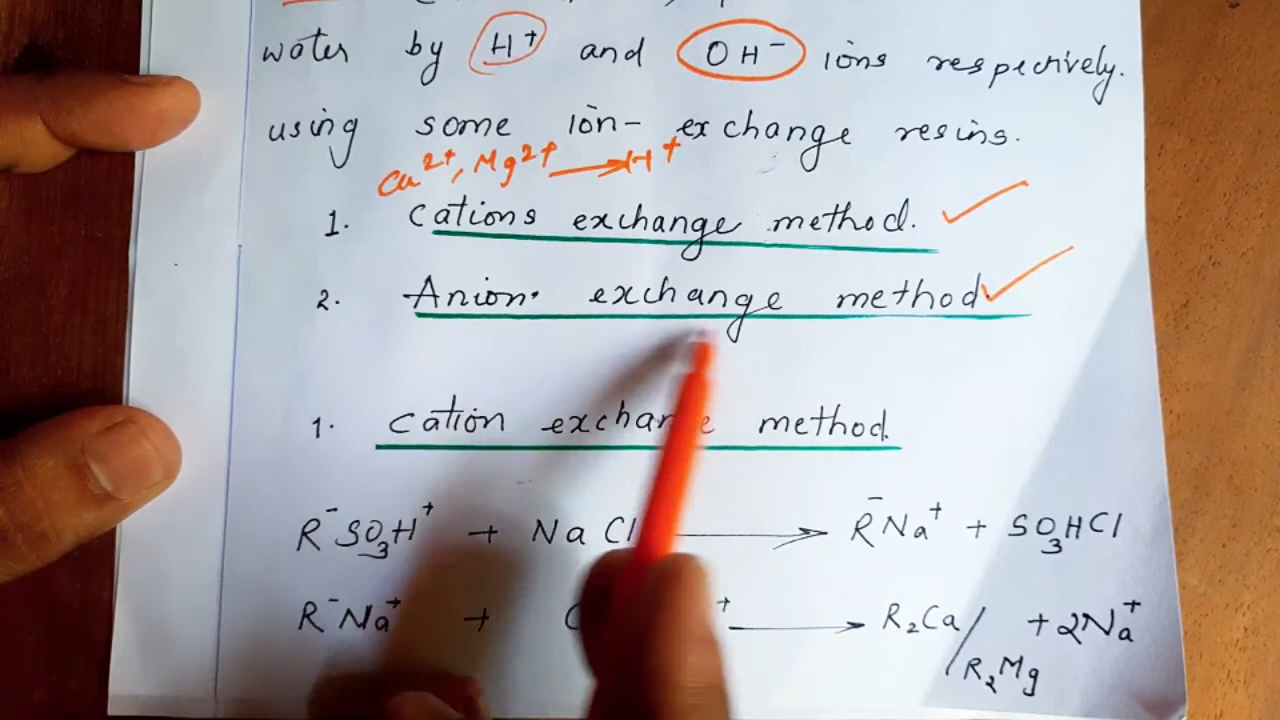 water by H⁺ and OH⁻ ions respectively.
using some ion- exchange resins.
Ca²⁺, Mg²⁺ → H⁺
1. Cations exchange method.
2. Anion exchange method
1. Cation exchange method.
R⁻SO₃H⁺ + NaCl → R⁻Na⁺ + SO₃HCl
R⁻Na⁺ + → R₂Ca/ + 2Na⁺
R₂Mg